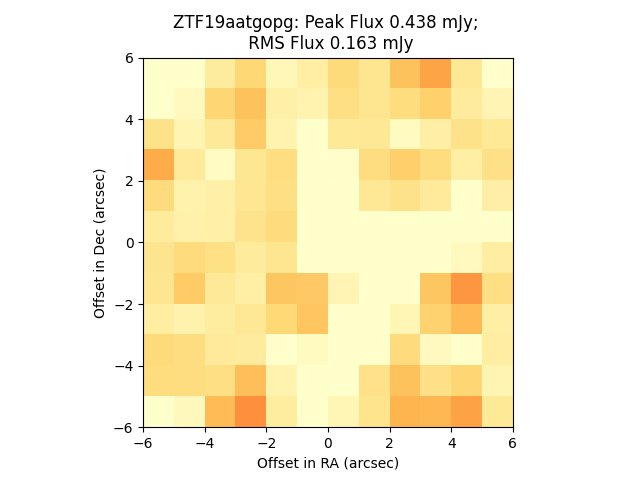 ZTF19aatgopg: Peak Flux 0.438 mJy;
RMS Flux 0.163 mJy
6
4
2
0
−2
−4
−6
Offset in Dec (arcsec)
−6 −4 −2 0 2 4 6
Offset in RA (arcsec)